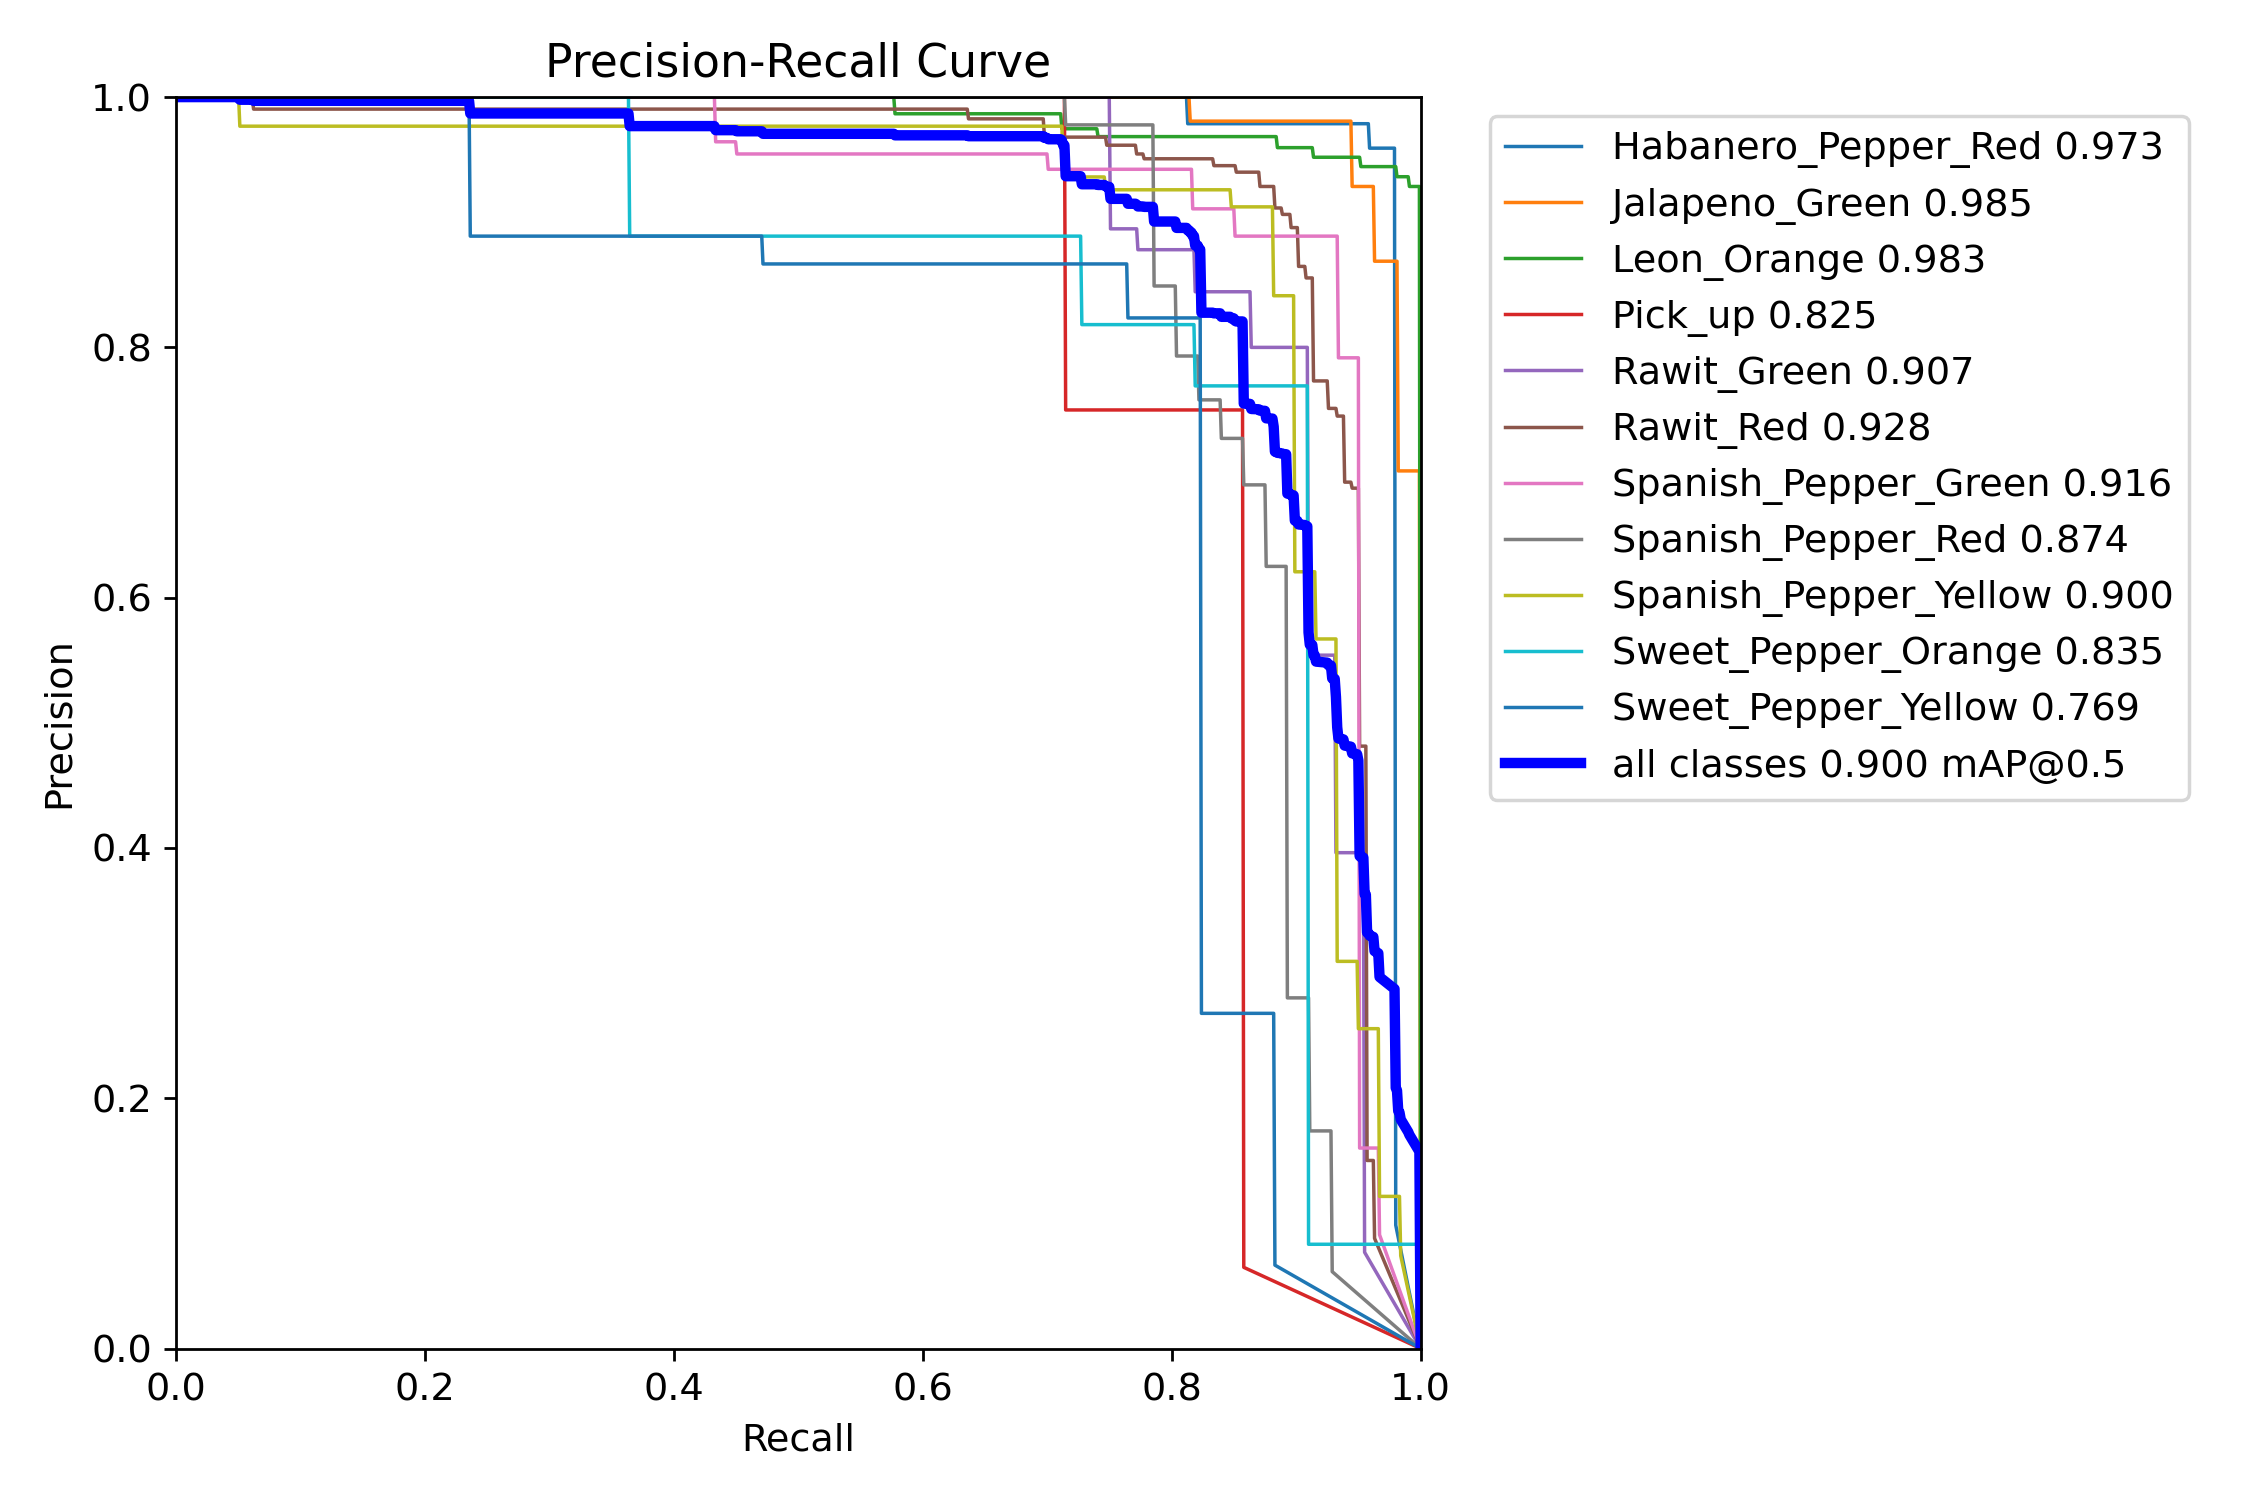 Precision-Recall Curve
1.0
0.8
0.6
0.4
0.2
0.0
Precision
0.0 0.2 0.4 0.6 0.8 1.0
Recall
Habanero_Pepper_Red 0.973
Jalapeno_Green 0.985
Leon_Orange 0.983
Pick_up 0.825
Rawit_Green 0.907
Rawit_Red 0.928
Spanish_Pepper_Green 0.916
Spanish_Pepper_Red 0.874
Spanish_Pepper_Yellow 0.900
Sweet_Pepper_Orange 0.835
Sweet_Pepper_Yellow 0.769
all classes 0.900 mAP@0.5